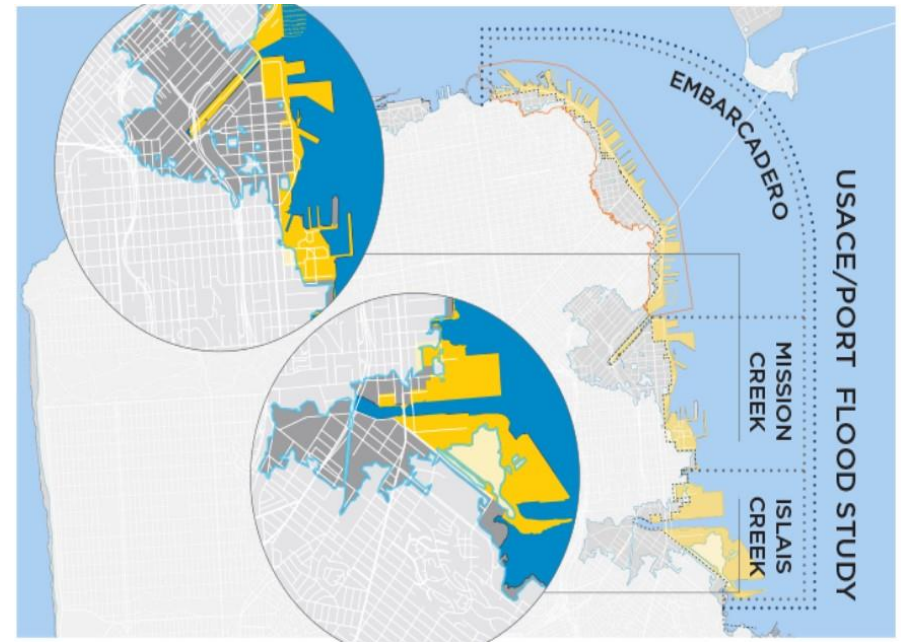 EMBARCADERO
USACE/PORT FLOOD STUDY
MISSION
CREEK
ISLAIS
CREEK